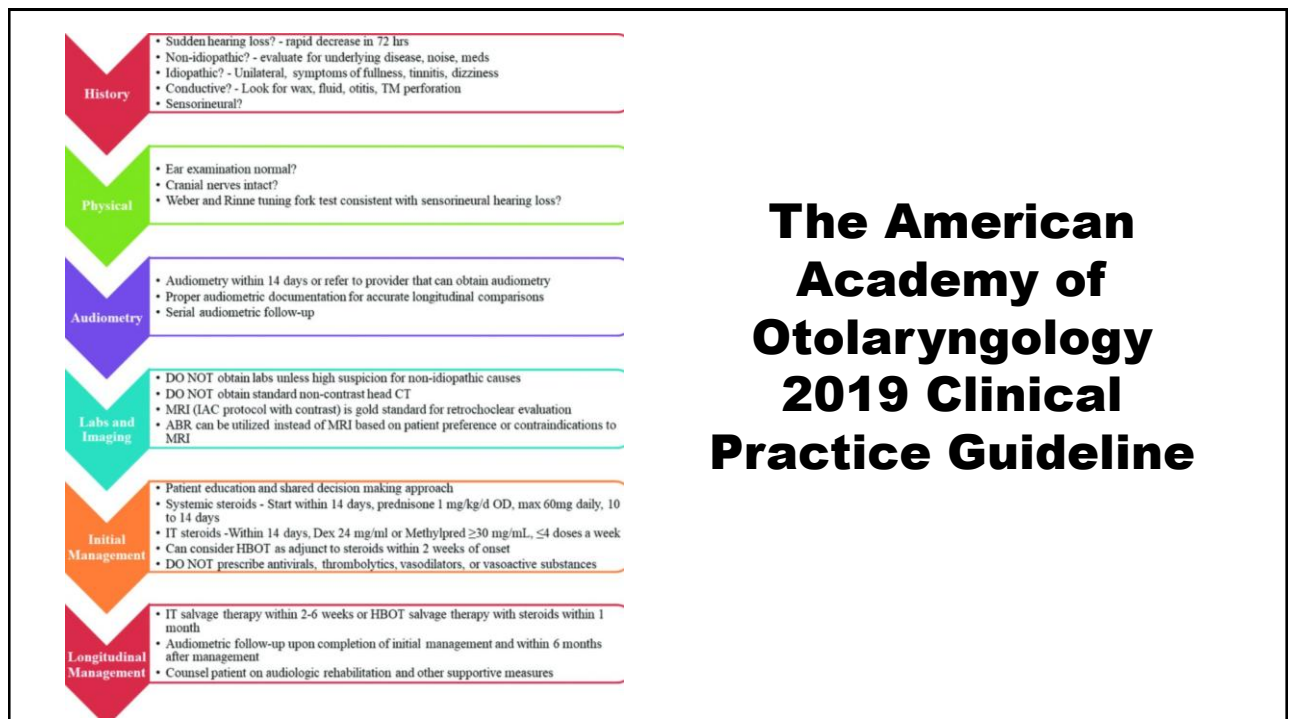 History
• Sudden hearing loss? - rapid decrease in 72 hrs
• Non-idiopathic? - evaluate for underlying disease, noise, meds
• Idiopathic? - Unilateral, symptoms of fullness, tinnitis, dizziness
• Conductive? - Look for wax, fluid, otitis, TM perforation
• Sensorineural?
Physical
• Ear examination normal?
• Cranial nerves intact?
• Weber and Rinne tuning fork test consistent with sensorineural hearing loss?
Audiometry
• Audiometry within 14 days or refer to provider that can obtain audiometry
• Proper audiometric documentation for accurate longitudinal comparisons
• Serial audiometric follow-up
Labs and
Imaging
• DO NOT obtain labs unless high suspicion for non-idiopathic causes
• DO NOT obtain standard non-contrast head CT
• MRI (IAC protocol with contrast) is gold standard for retrochoclear evaluation
• ABR can be utilized instead of MRI based on patient preference or contraindications to
MRI
Initial
Management
• Patient education and shared decision making approach
• Systemic steroids - Start within 14 days, prednisone 1 mg/kg/d OD, max 60mg daily, 10
to 14 days
• IT steroids -Within 14 days, Dex 24 mg/ml or Methylpred ≥30 mg/mL, ≤4 doses a week
• Can consider HBOT as adjunct to steroids within 2 weeks of onset
• DO NOT prescribe antivirals, thrombolytics, vasodilators, or vasoactive substances
Longitudinal
Management
• IT salvage therapy within 2-6 weeks or HBOT salvage therapy with steroids within 1
month
• Audiometric follow-up upon completion of initial management and within 6 months
after management
• Counsel patient on audiologic rehabilitation and other supportive measures
The American
Academy of
Otolaryngology
2019 Clinical
Practice Guideline